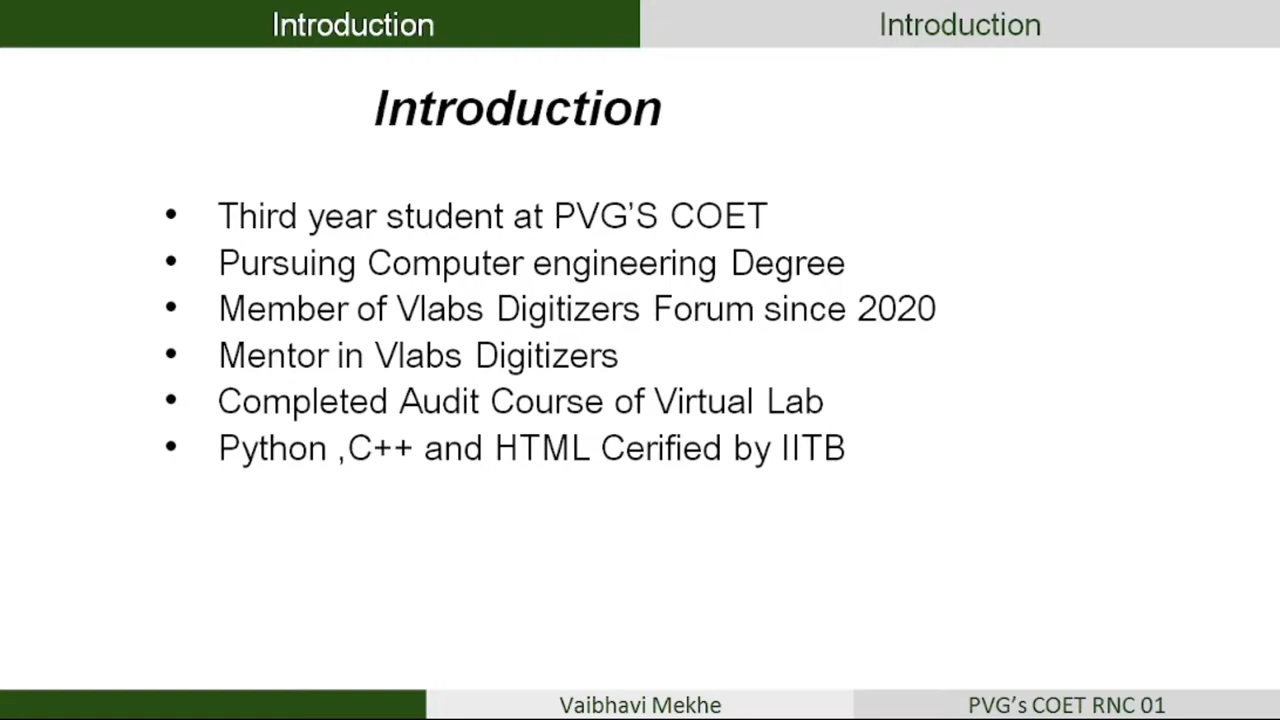 Introduction
Introduction
Introduction
• Third year student at PVG’S COET
• Pursuing Computer engineering Degree
• Member of Vlabs Digitizers Forum since 2020
• Mentor in Vlabs Digitizers
• Completed Audit Course of Virtual Lab
• Python ,C++ and HTML Cerified by IITB
Vaibhavi Mekhe
PVG’s COET RNC 01